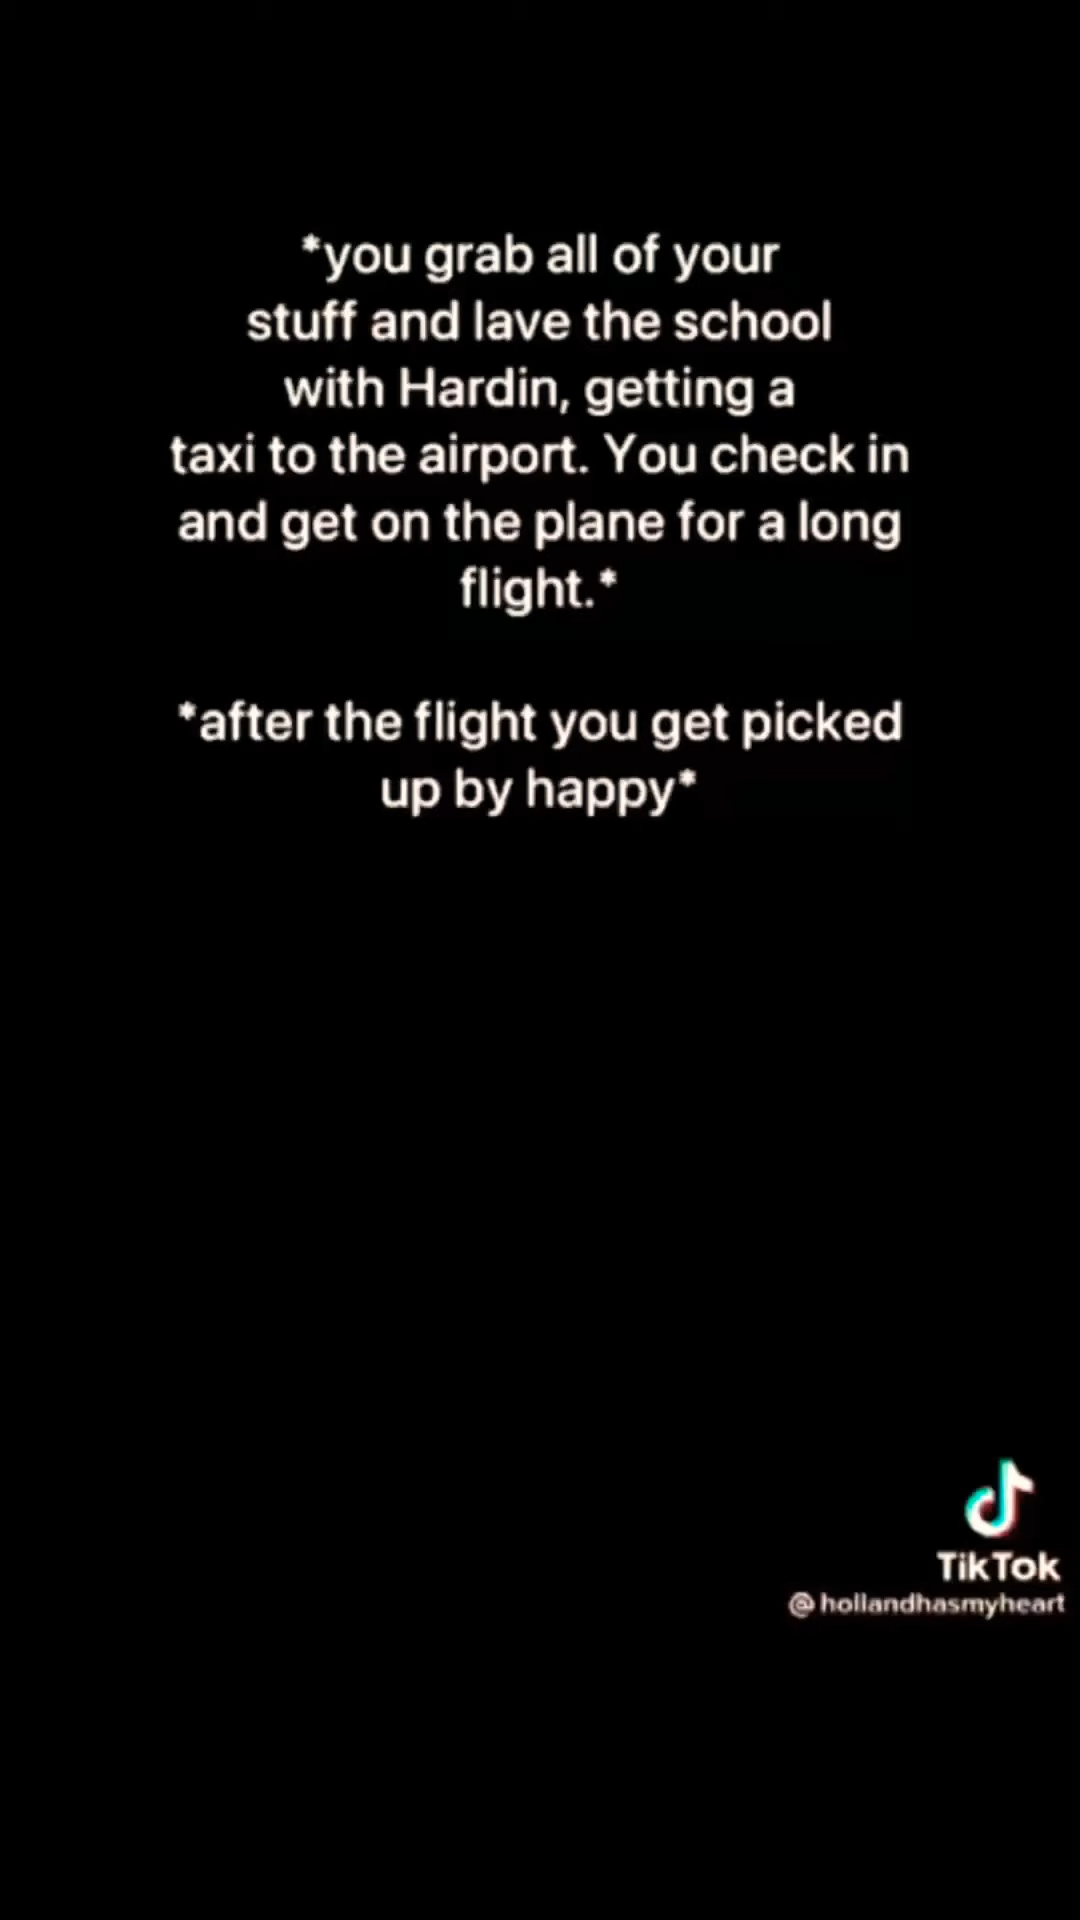 *you grab all of your
stuff and lave the school
with Hardin, getting a
taxi to the airport. You check in
and get on the plane for a long
flight.*
*after the flight you get picked
up by happy*
TikTok
@hollandhasmyheart